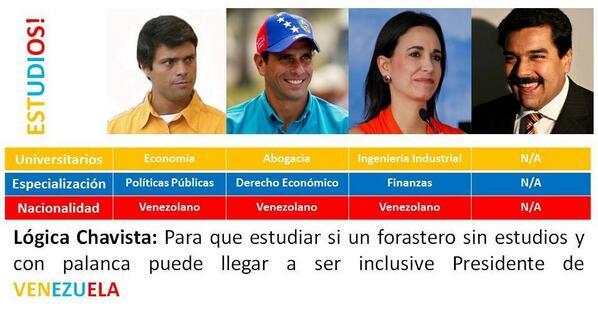 ESTUDIOS!
Universitarios Economía Abogacia Ingeniería Industrial N/A
Especialización Políticas Públicas Derecho Económico Finanzas N/A
Nacionalidad Venezolano Venezolano Venezolano N/A
Lógica Chavista: Para que estudiar si un forastero sin estudios y
con palanca puede llegar a ser inclusive Presidente de
VENEZUELA